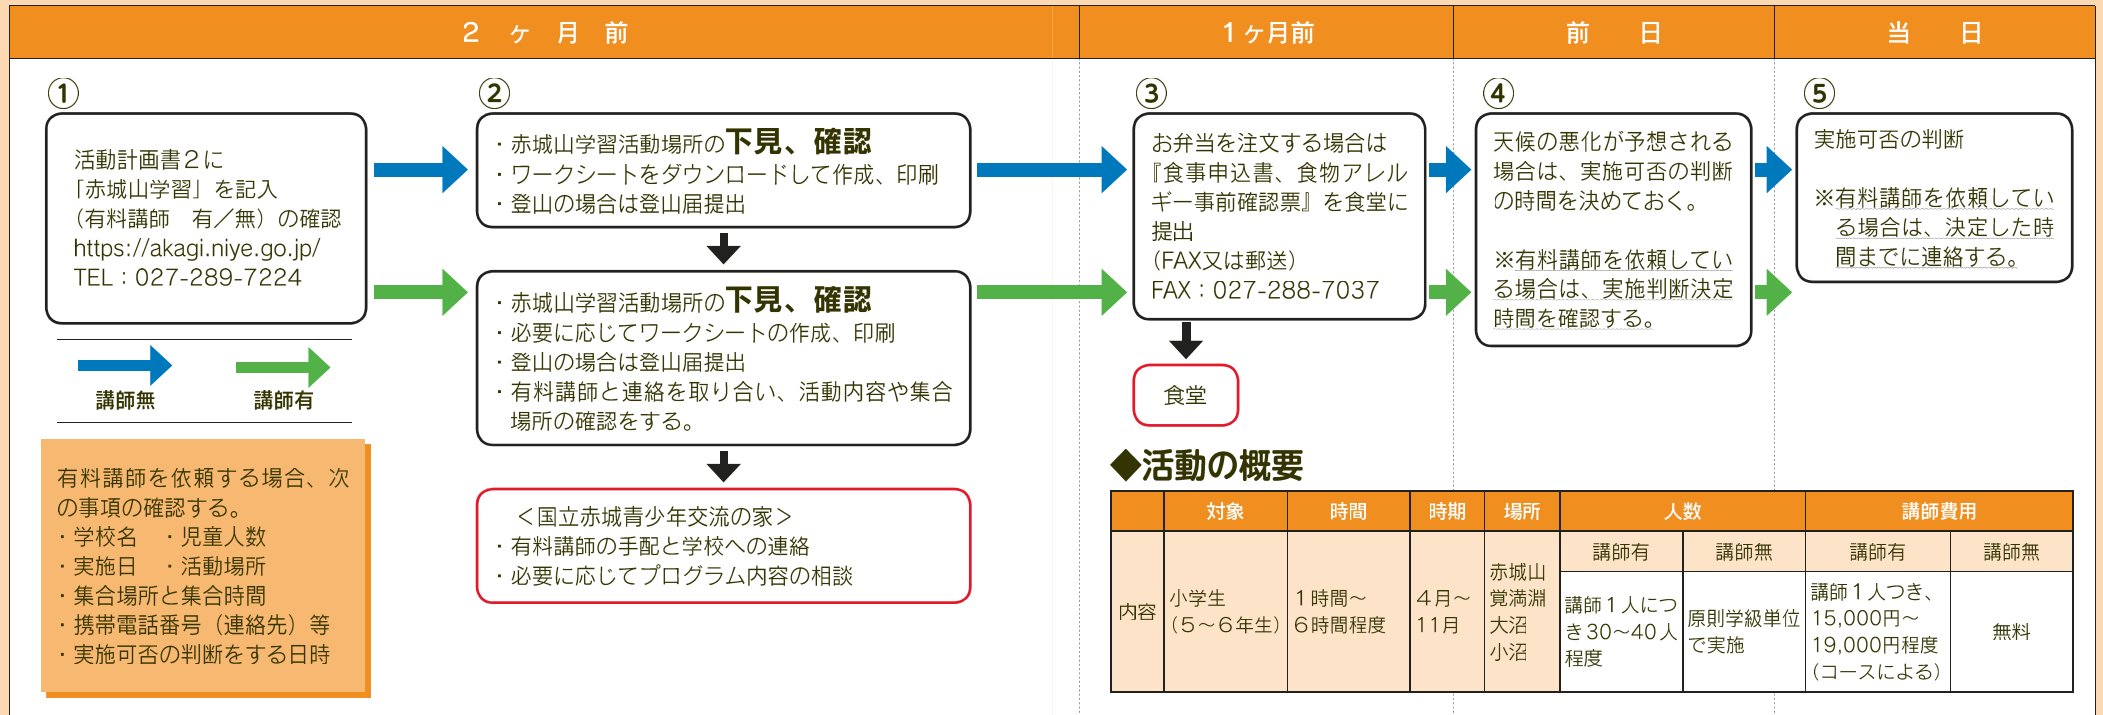 ２　ヶ　月　前
１ヶ月前
前　　日
当　　日
①
活動計画書２に
「赤城山学習」を記入
（有料講師　有／無）の確認
https://akagi.niye.go.jp/
TEL：027-289-7224
講師無
講師有
有料講師を依頼する場合、次
の事項の確認する。
・学校名　・児童人数
・実施日　・活動場所
・集合場所と集合時間
・携帯電話番号（連絡先）等
・実施可否の判断をする日時
②
・赤城山学習活動場所の下見、確認
・ワークシートをダウンロードして作成、印刷
・登山の場合は登山届提出
・赤城山学習活動場所の下見、確認
・必要に応じてワークシートの作成、印刷
・登山の場合は登山届提出
・有料講師と連絡を取り合い、活動内容や集合
場所の確認をする。
＜国立赤城青少年交流の家＞
・有料講師の手配と学校への連絡
・必要に応じてプログラム内容の相談
③
お弁当を注文する場合は
『食事申込書、食物アレル
ギー事前確認票』を食堂に
提出
（FAX又は郵送）
FAX：027-288-7037
食堂
④
天候の悪化が予想される
場合は、実施可否の判断
の時間を決めておく。
※有料講師を依頼してい
る場合は、実施判断決定
時間を確認する。
⑤
実施可否の判断
※有料講師を依頼してい
る場合は、決定した時
間までに連絡する。
◆活動の概要
対象　時間　時期　場所　人数　講師費用
講師有　講師無　講師有　講師無
内容
小学生
（５～６年生）
１時間～
６時間程度
４月～
11月
赤城山
覚満淵
大沼
小沼
講師１人につ
き30～40人
程度
原則学級単位
で実施
講師１人つき、
15,000円～
19,000円程度
（コースによる）
無料